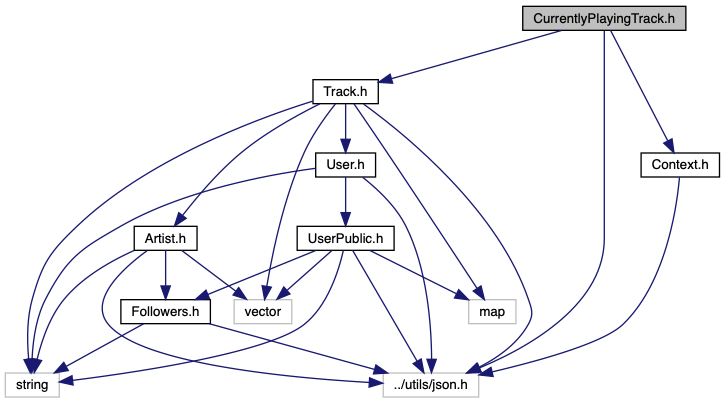 CurrentlyPlayingTrack.h
Track.h
User.h
Context.h
Artist.h
UserPublic.h
Followers.h
vector
map
string
../utils/json.h